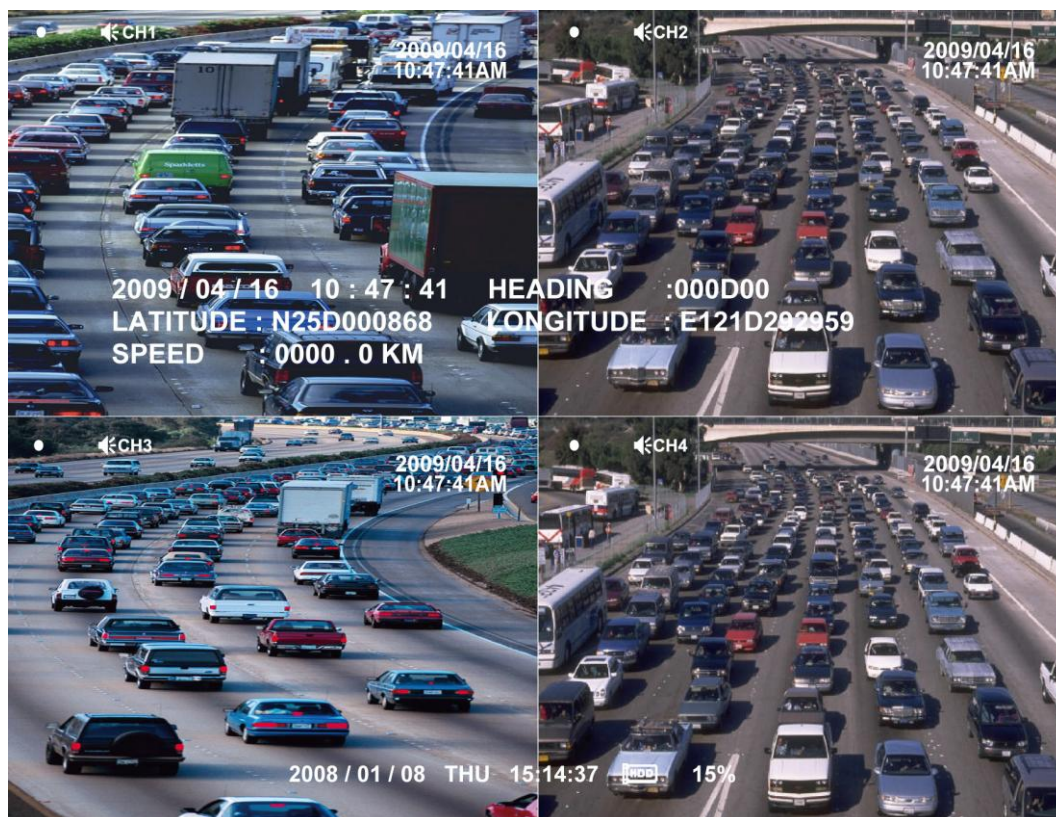 CH1
2009/04/16
10:47:41AM
CH2
2009/04/16
10:47:41AM
10
Spaddetts
2009 / 04 / 16 10 : 47 : 41 HEADING :000D00
LATITUDE : N25D000868 LONGITUDE : E121D292959
SPEED : 0000 . 0 KM
CH3
2009/04/16
10:47:41AM
CH4
2009/04/16
10:47:41AM
2008 / 01 / 08 THU 15:14:37 HDD 15%